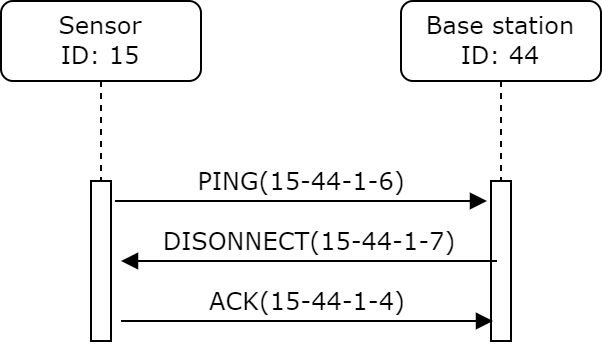 Sensor
ID: 15
Base station
ID: 44
PING(15-44-1-6)
DISONNECT(15-44-1-7)
ACK(15-44-1-4)